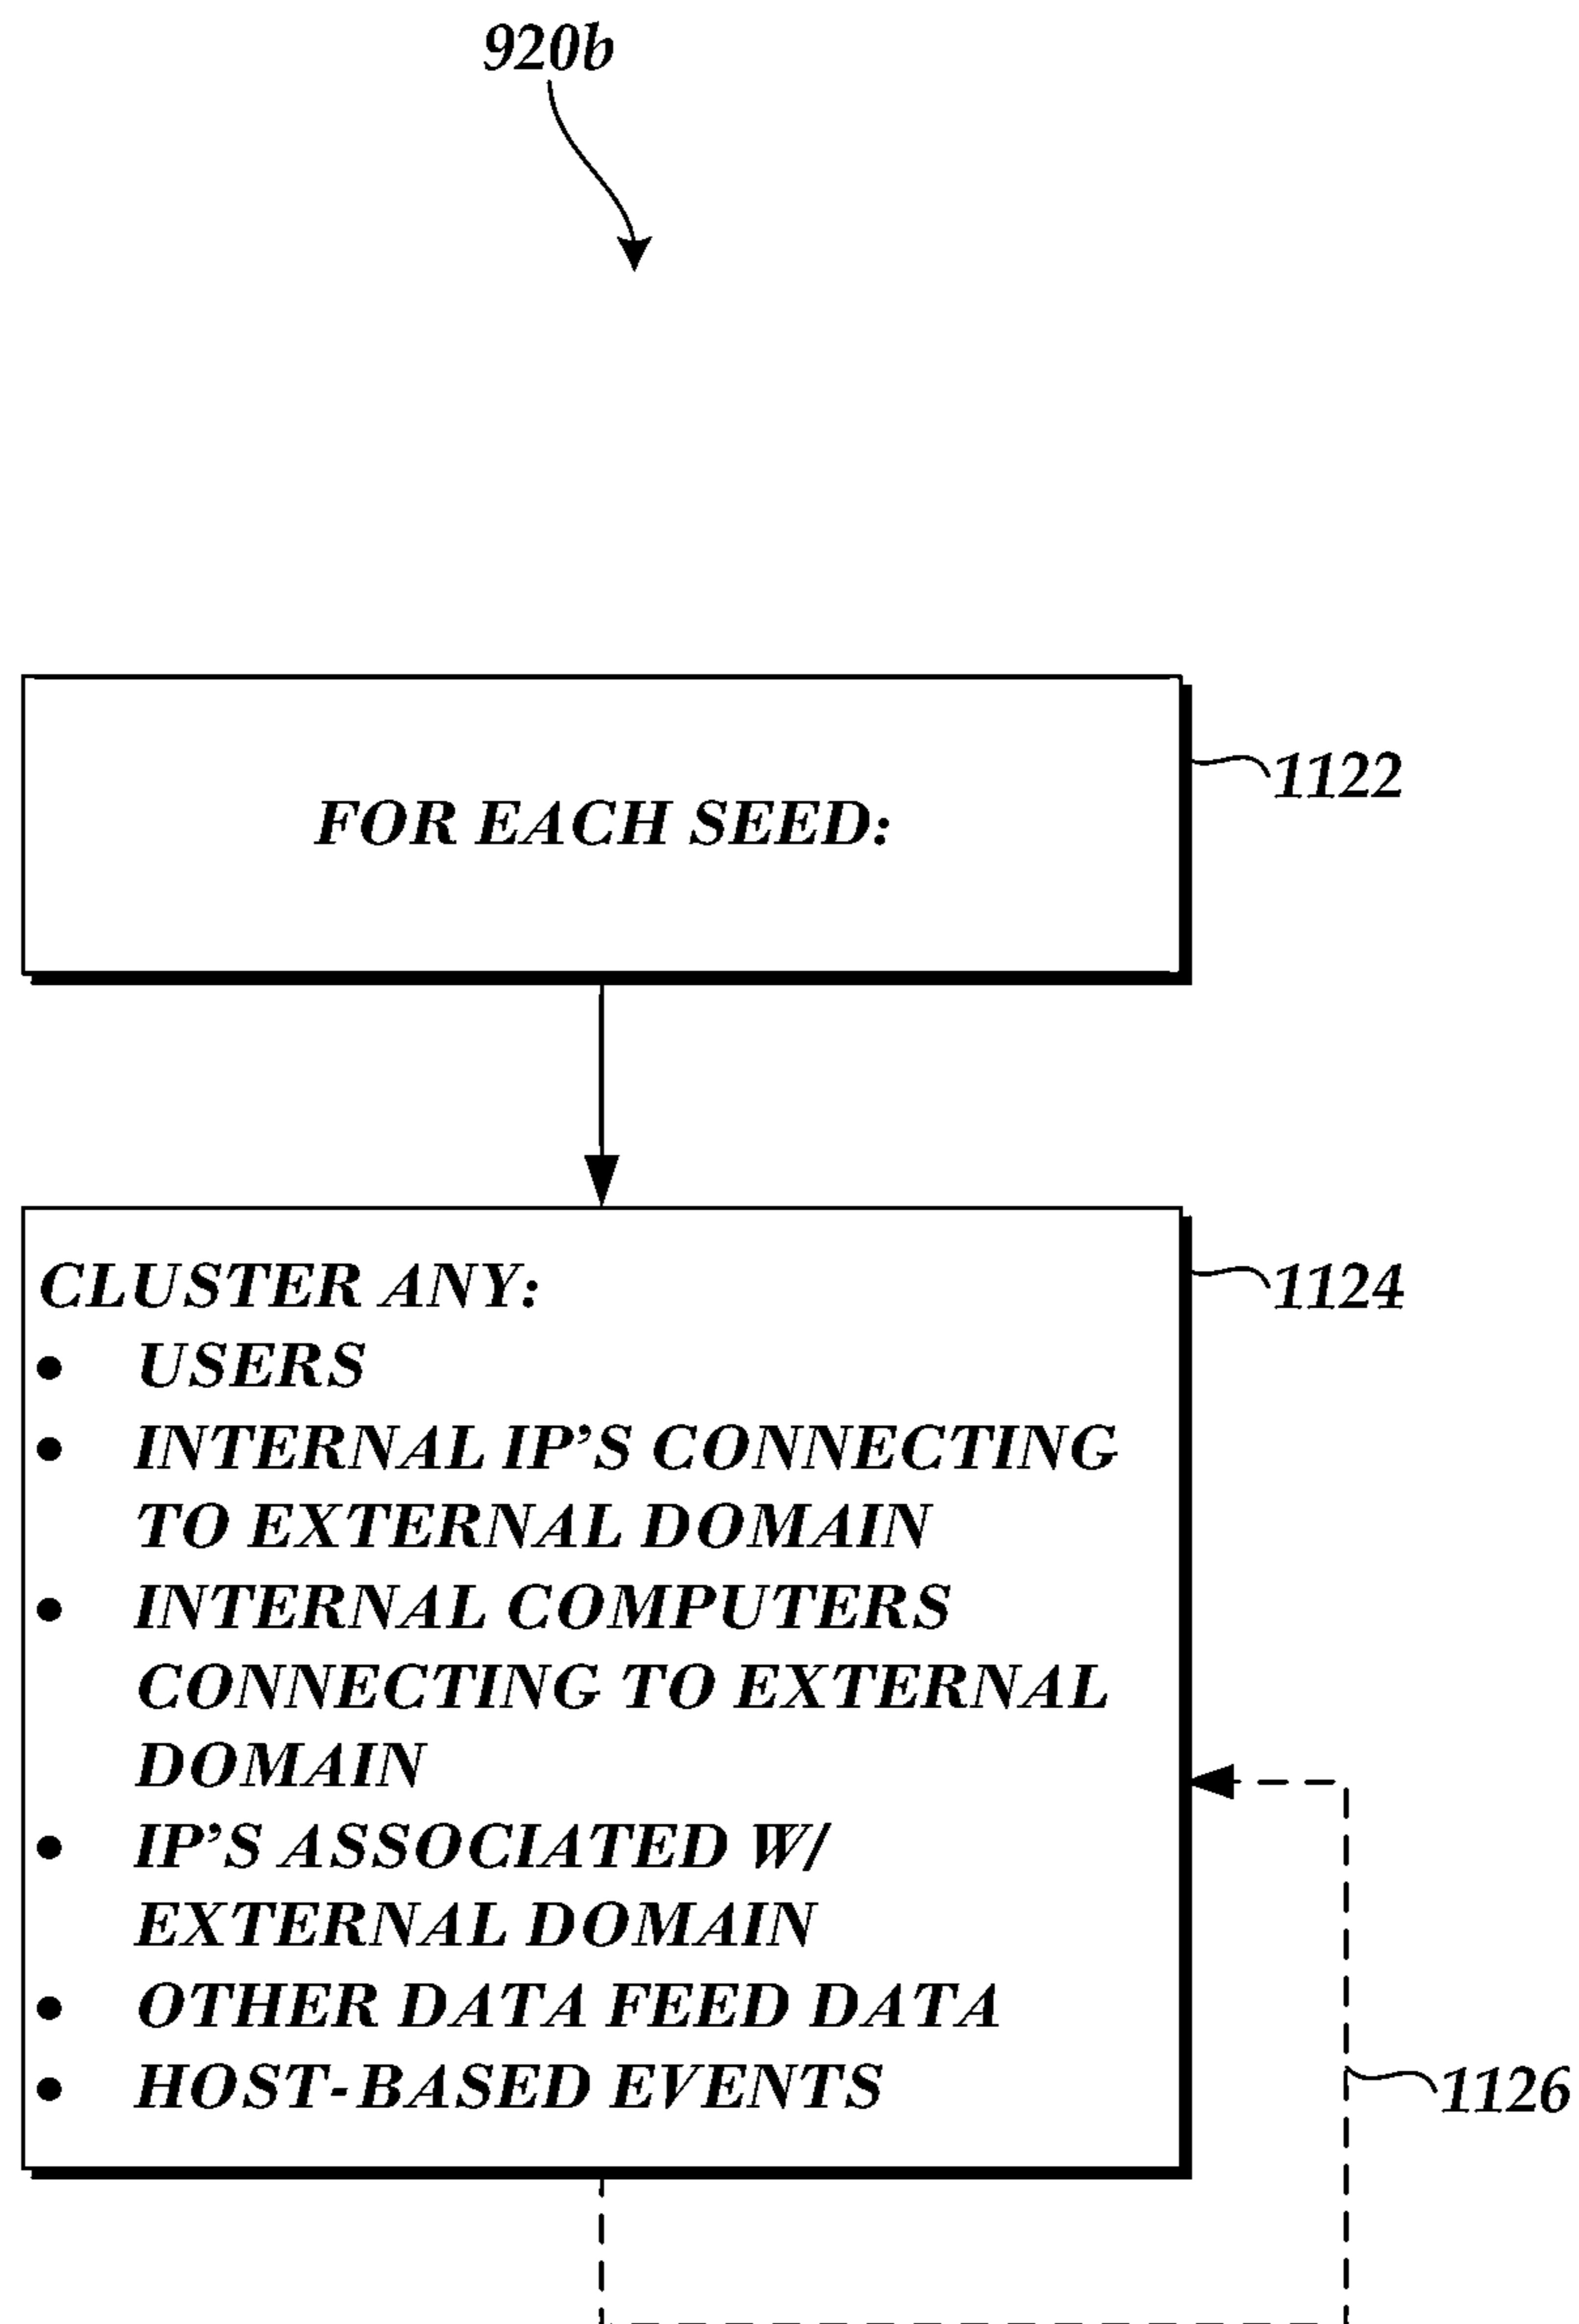 920b
FOR EACH SEED:
1122
CLUSTER ANY:
1124
• USERS
• INTERNAL IP'S CONNECTING
TO EXTERNAL DOMAIN
• INTERNAL COMPUTERS
CONNECTING TO EXTERNAL
DOMAIN
• IP'S ASSOCIATED W/
EXTERNAL DOMAIN
• OTHER DATA FEED DATA
• HOST-BASED EVENTS
1126